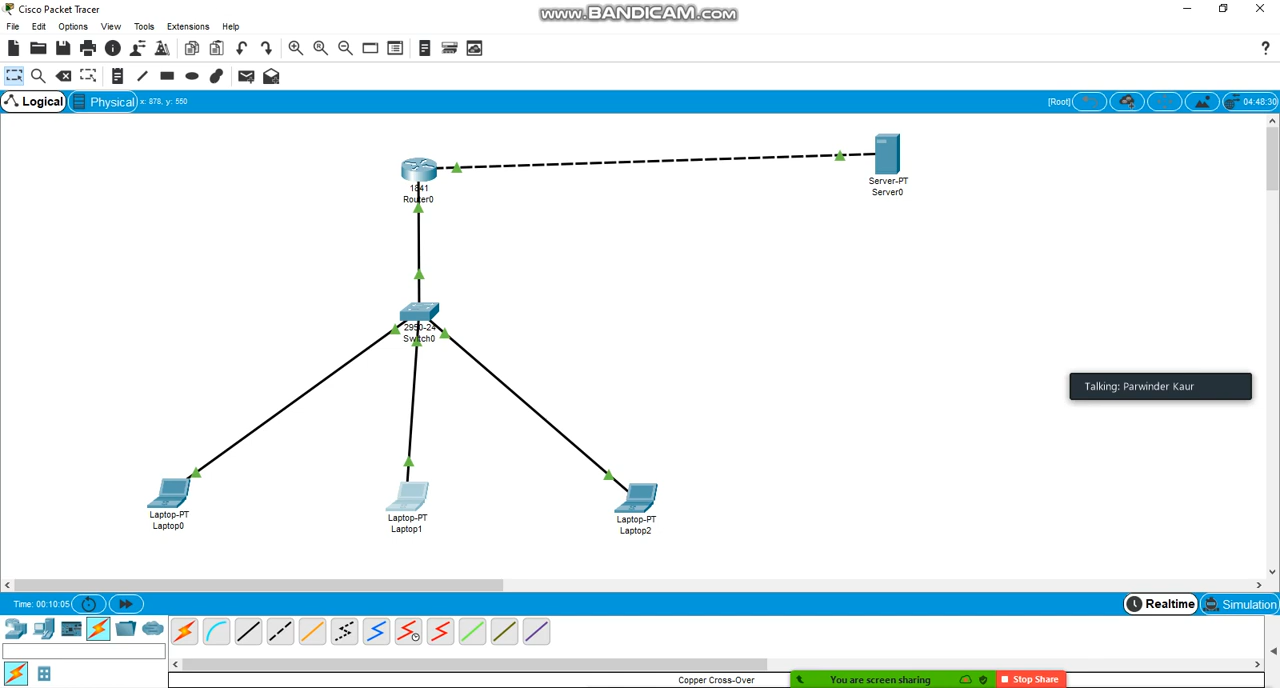 Cisco Packet Tracer
www.BANDICAM.com
File Edit Options View Tools Extensions Help
?
Logical Physical x: 878, y: 550 [Root] 04:48:30
1841
Router0
Server-PT
Server0
2950-24
Switch0
Talking: Parwinder Kaur
Laptop-PT
Laptop0
Laptop-PT
Laptop1
Laptop-PT
Laptop2
Time: 00:10:05 Realtime Simulation
Copper Cross-Over
You are screen sharing Stop Share